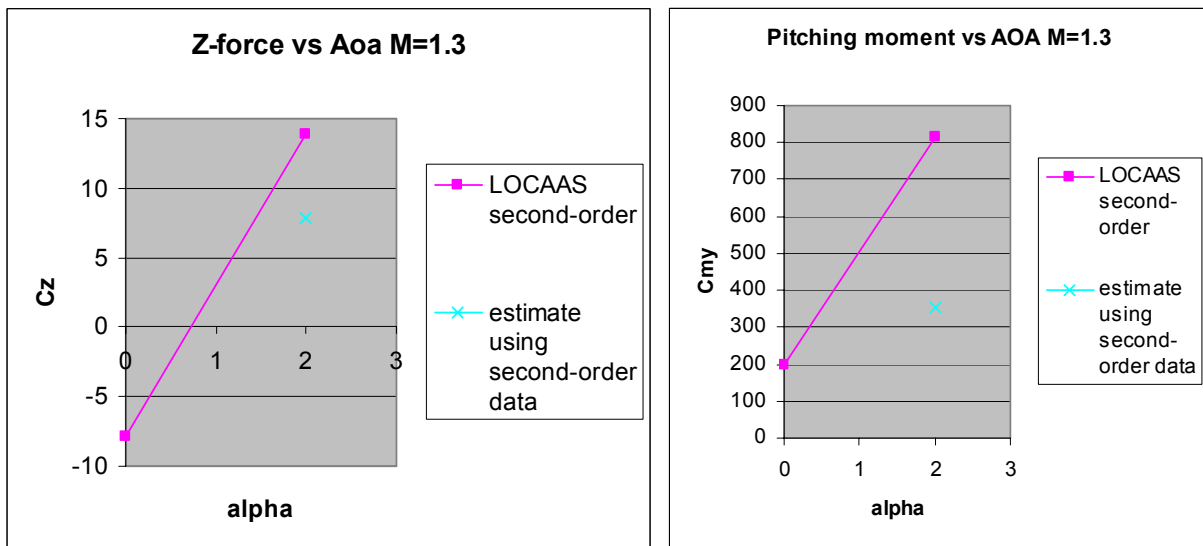 Z-force vs Aoa M=1.3
15
10
5
0
-5
-10
0
1
2
3
Cz
alpha
LOCAAS
second-order
estimate
using
second-order
data
Pitching moment vs AOA M=1.3
900
800
700
600
500
400
300
200
100
0
0
1
2
3
Cmy
alpha
LOCAAS
second-
order
estimate
using
second-
order data